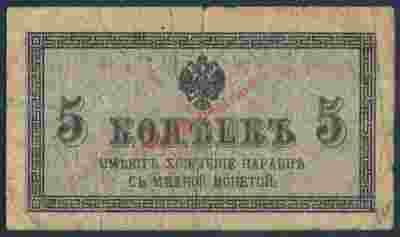 5 КОПѢЕКЪ 5
ИМѢЮТЪ ХОЖДЕНІЕ НАРАВНѢ
СЪ МѢДНОЙ МОНЕТОЙ.